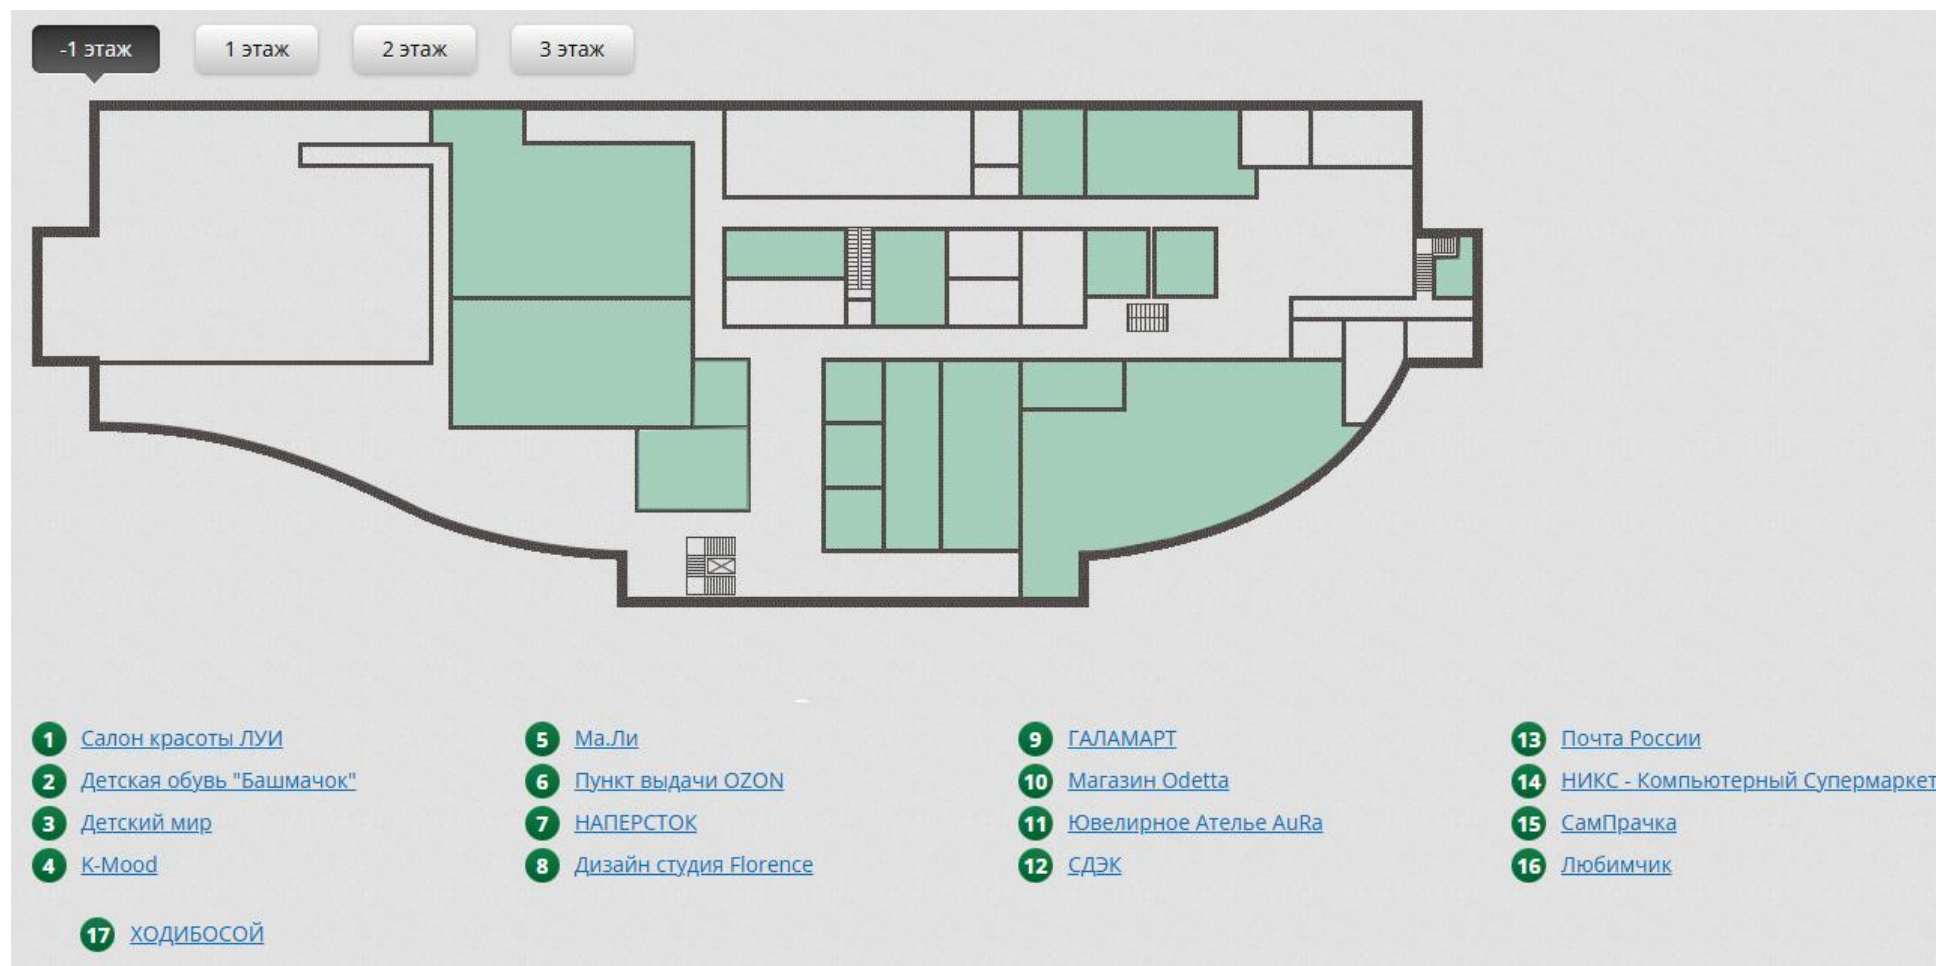 -1 этаж 1 этаж 2 этаж 3 этаж
1 Салон красоты ЛУИ
2 Детская обувь "Башмачок"
3 Детский мир
4 K-Mood
5 Ма.Ли
6 Пункт выдачи OZON
7 НАПЕРСТОК
8 Дизайн студия Florence
9 ГАЛАМАРТ
10 Магазин Odetta
11 Ювелирное Ателье AuRa
12 СДЭК
13 Почта России
14 НИКС - Компьютерный Супермаркет
15 СамПрачка
16 Любимчик
17 ХОДИБОСОЙ